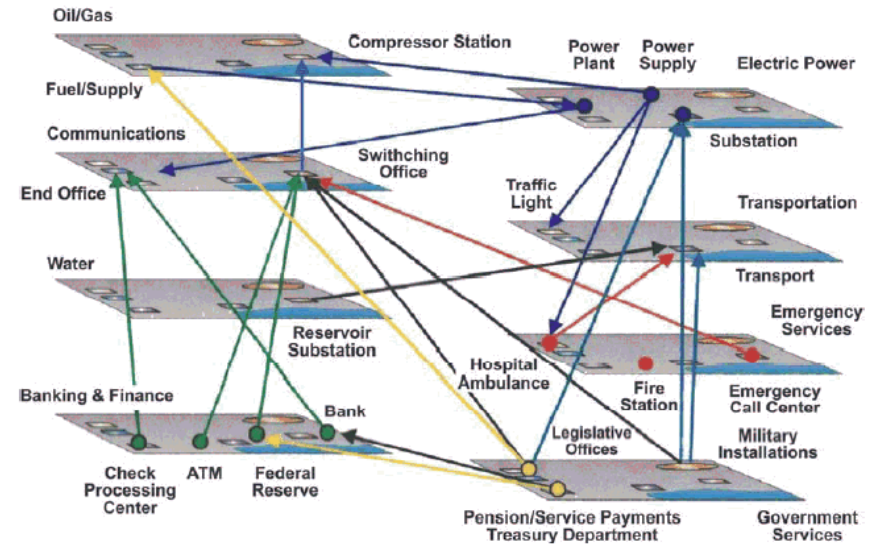 Oil/Gas
Compressor Station
Power
Plant
Power
Supply
Electric Power
Fuel/Supply
Communications
Substation
Swithching
Office
End Office
Traffic
Light
Transportation
Water
Transport
Reservoir
Substation
Emergency
Services
Hospital
Ambulance
Fire
Station
Emergency
Call Center
Banking & Finance
Bank
Legislative
Offices
Military
Installations
Check
Processing
Center
ATM
Federal
Reserve
Pension/Service Payments
Treasury Department
Government
Services